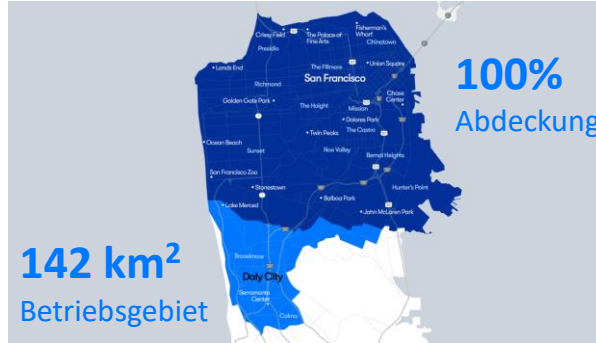 Crissy Field
The Palace of
Fine Arts
Fisherman's
Wharf
Presidio
Chinatown
Lands End
The Fillmore
Union Square
San Francisco
Richmond
Chase
Center
Golden Gate Park
The Haight
Mission
Dolores Park
The Castro
Ocean Beach
Twin Peaks
Sunset
Noe Valley
Bernal Heights
San Francisco Zoo
Stonestown
Hunter's Point
Balboa Park
Lake Merced
John McLaren Park
Broadmoor
Daly City
Serramonte
Center
Colma
100%
Abdeckung
142 km²
Betriebsgebiet